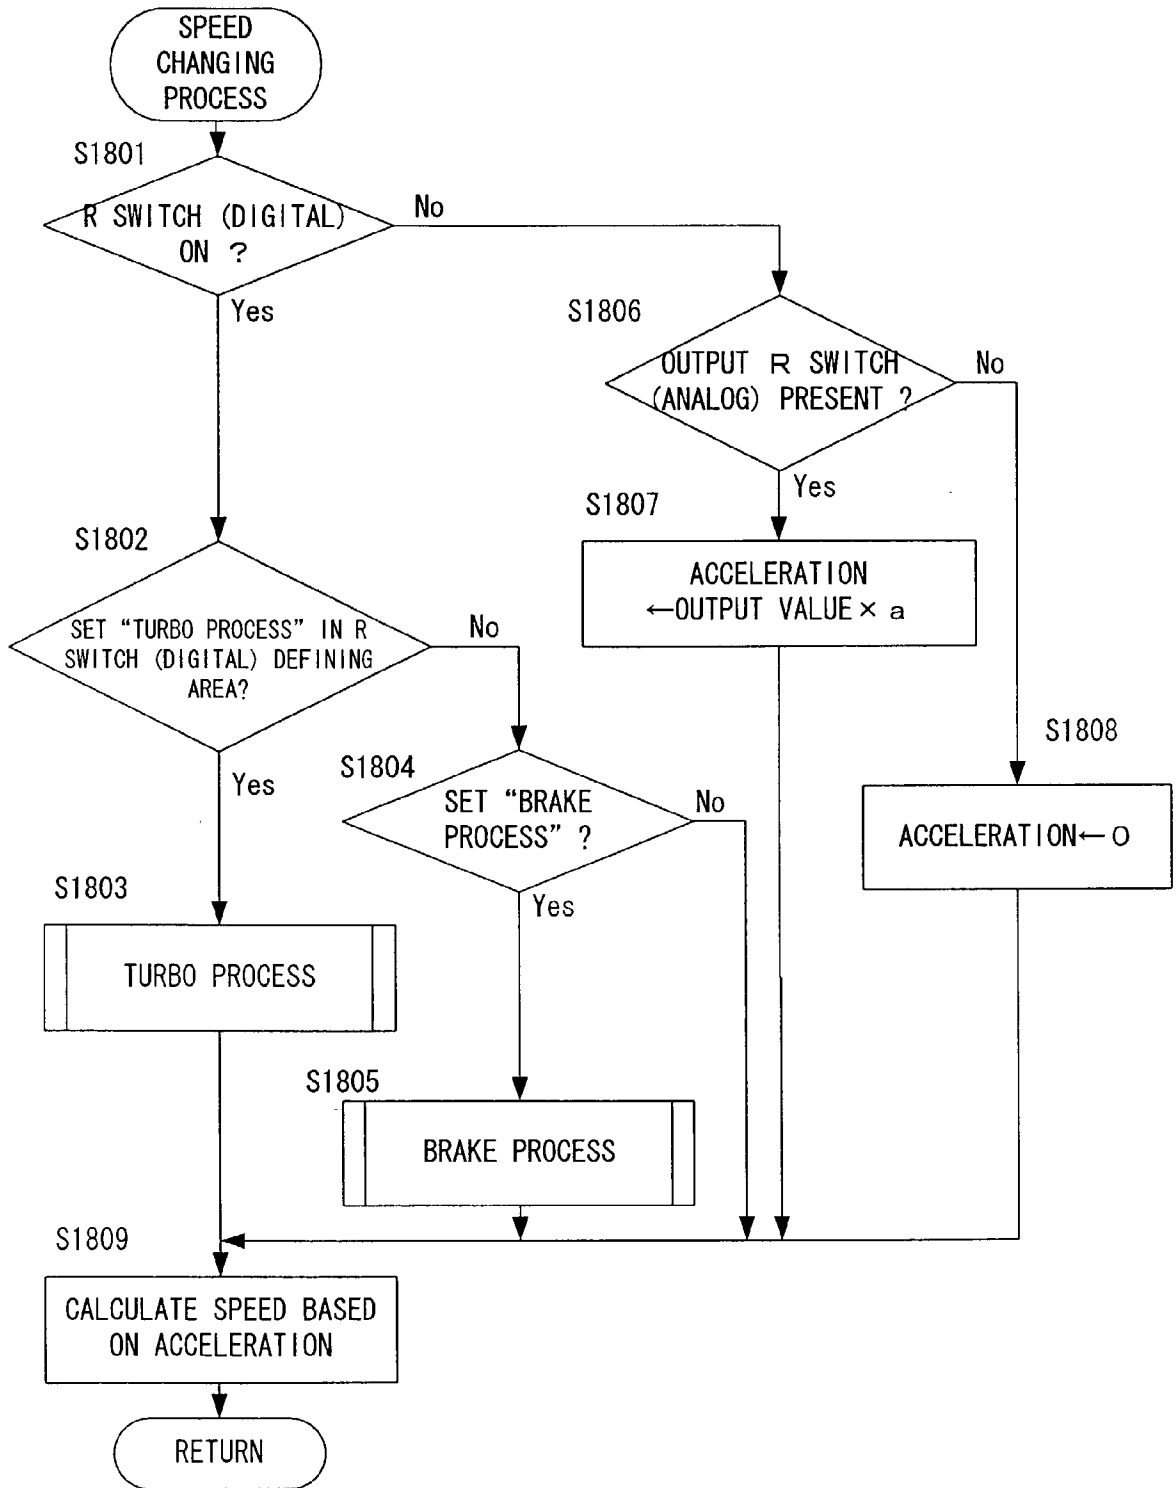 SPEED
CHANGING
PROCESS
S1801
R SWITCH (DIGITAL)
ON ?
No
Yes
S1806
OUTPUT R SWITCH
(ANALOG) PRESENT ?
No
Yes
S1807
ACCELERATION
←OUTPUT VALUE × a
S1802
SET “TURBO PROCESS” IN R
SWITCH (DIGITAL) DEFINING
AREA?
No
Yes
S1804
SET “BRAKE
PROCESS” ?
No
Yes
S1808
ACCELERATION←0
S1803
TURBO PROCESS
S1805
BRAKE PROCESS
S1809
CALCULATE SPEED BASED
ON ACCELERATION
RETURN